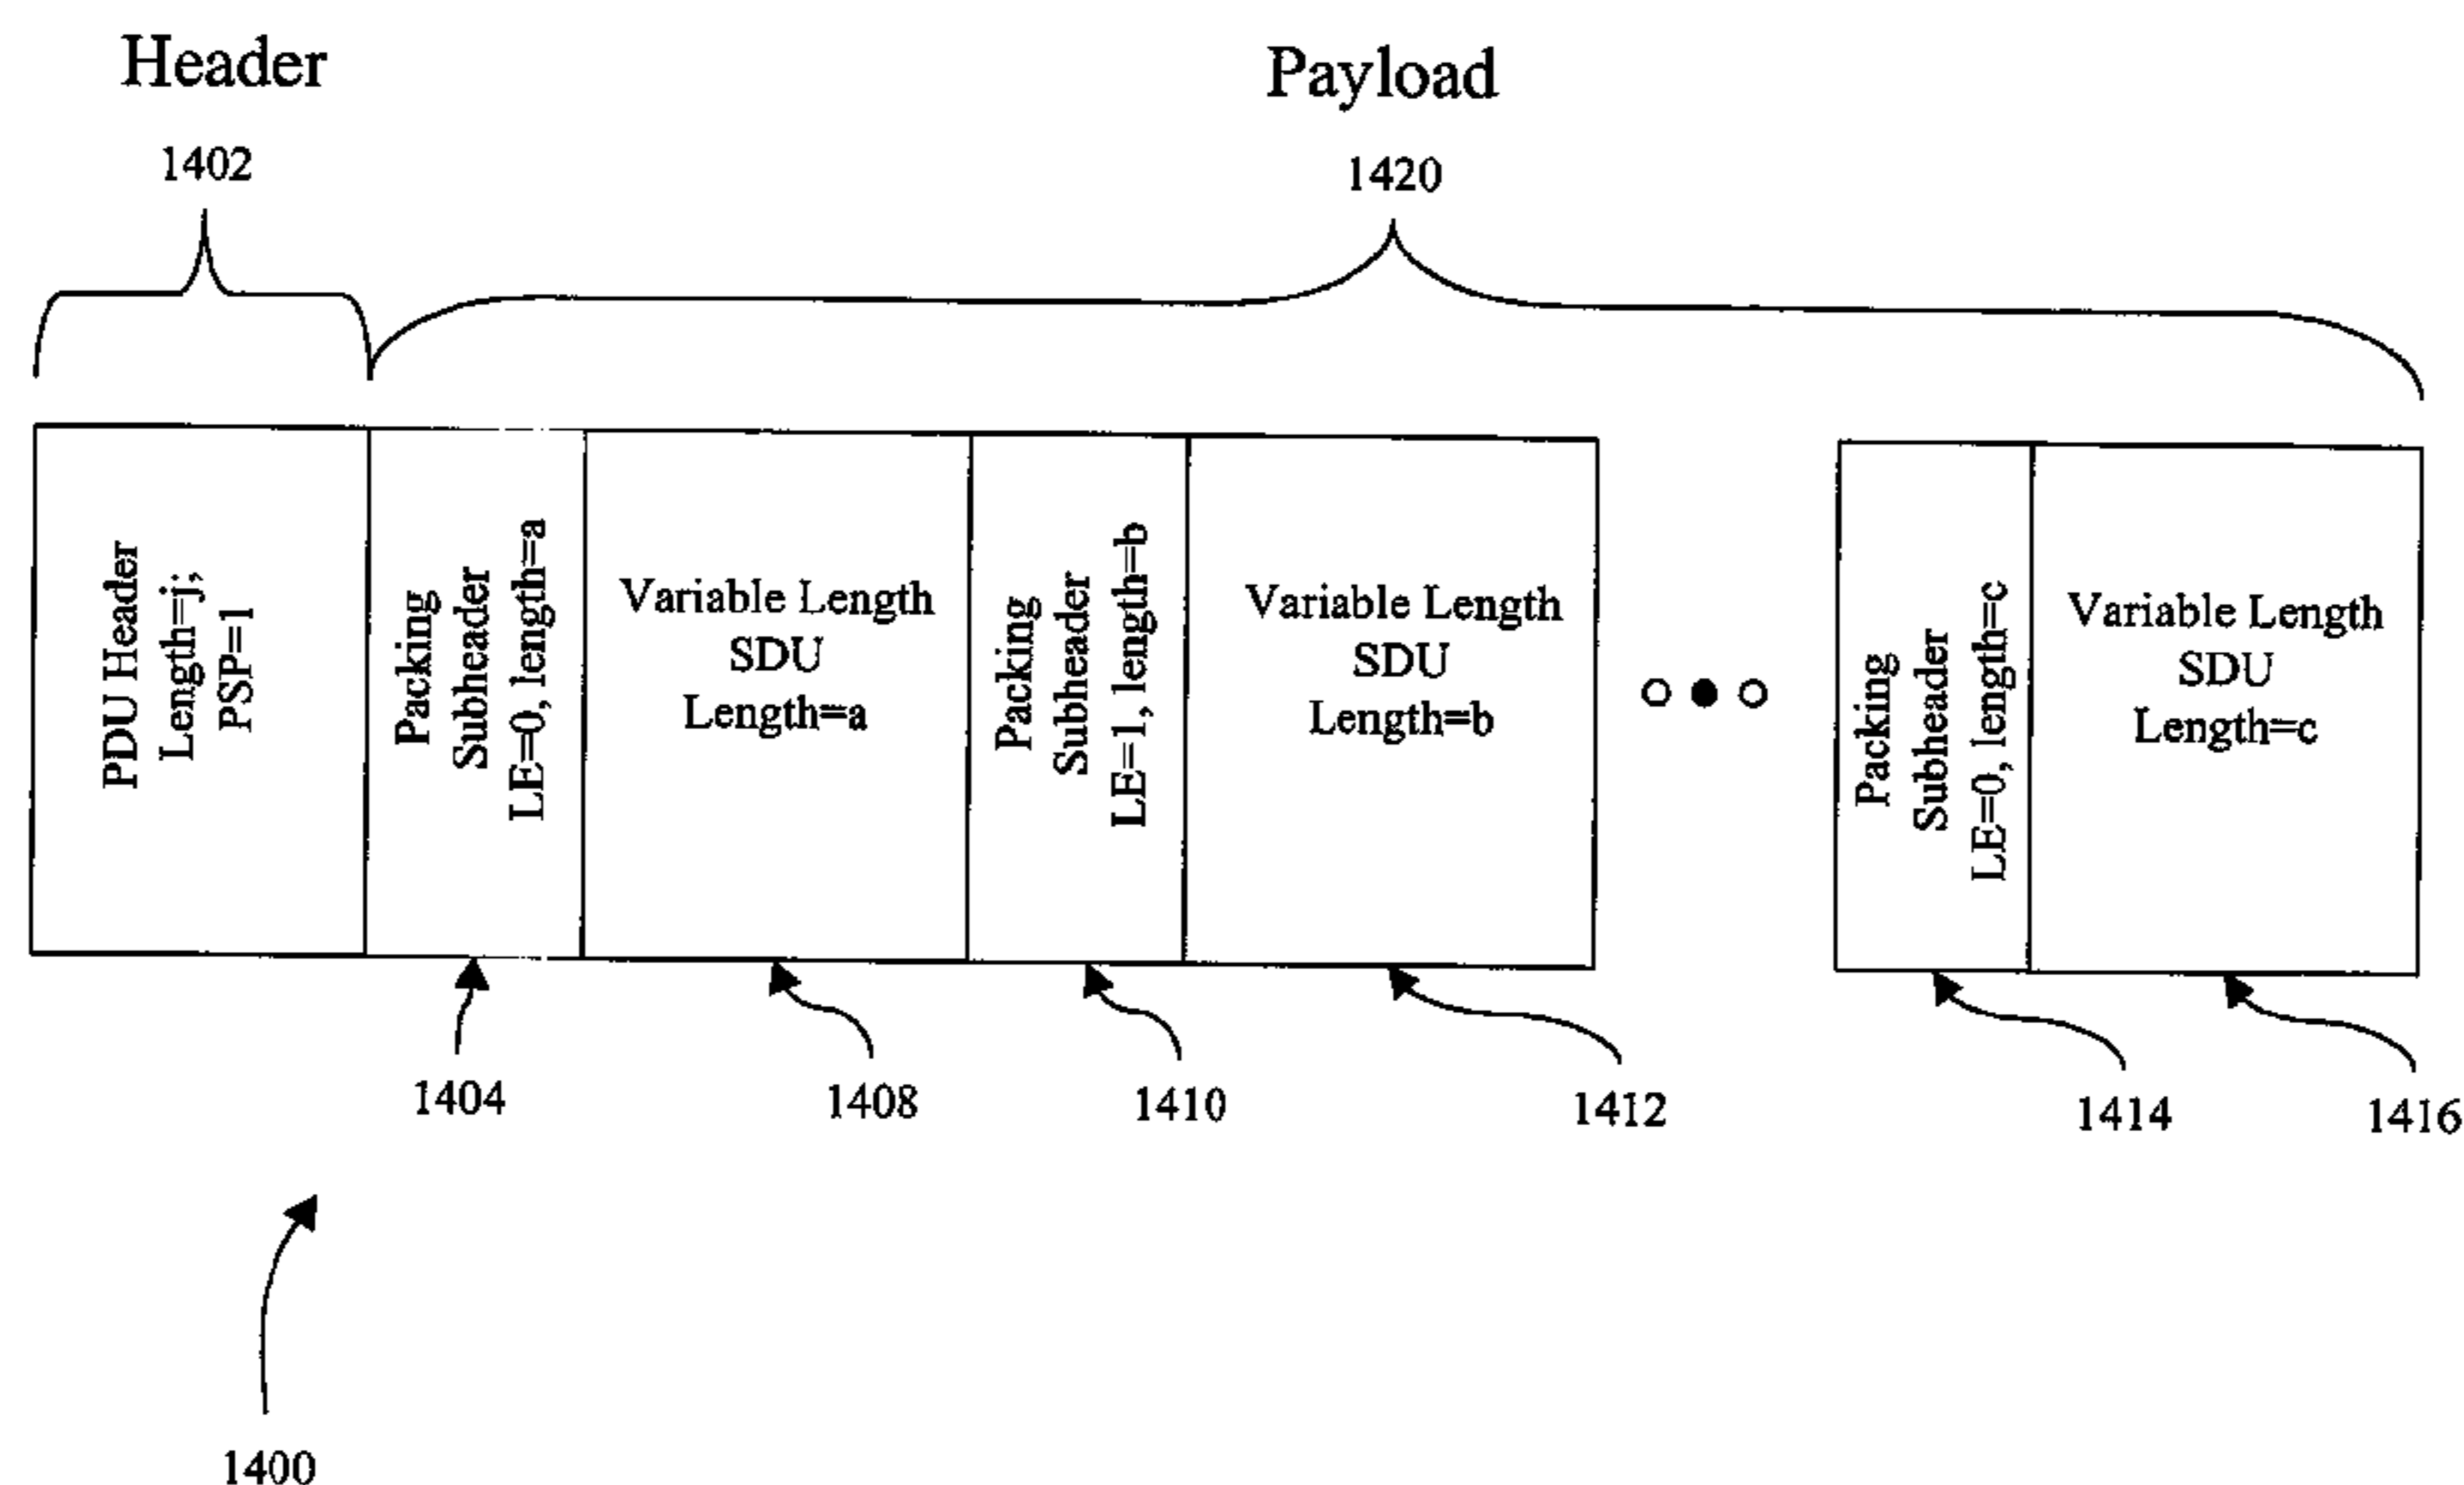 Header
1402
Payload
1420
PDU Header
Length=j;
PSP=1
Packing
Subheader
LE=0, length=a
Variable Length
SDU
Length=a
Packing
Subheader
LE=1, length=b
Variable Length
SDU
Length=b
Packing
Subheader
LE=0, length=c
Variable Length
SDU
Length=c
1404
1408
1410
1412
1414
1416
1400